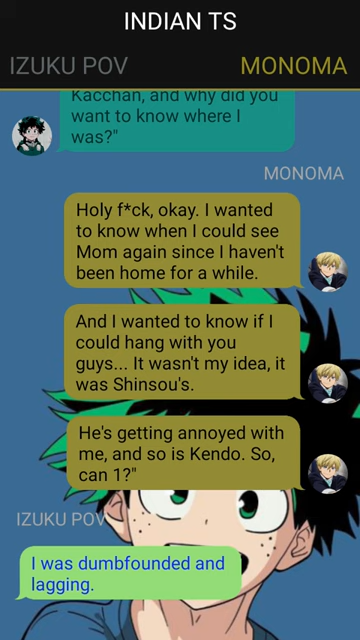 INDIAN TS
IZUKU POV
MONOMA
Kacchan, and why did you
want to know where I
was?"
MONOMA
Holy f*ck, okay. I wanted
to know when I could see
Mom again since I haven't
been home for a while.
And I wanted to know if I
could hang with you
guys... It wasn't my idea, it
was Shinsou's.
He's getting annoyed with
me, and so is Kendo. So,
can 1?"
IZUKU POV
I was dumbfounded and
lagging.